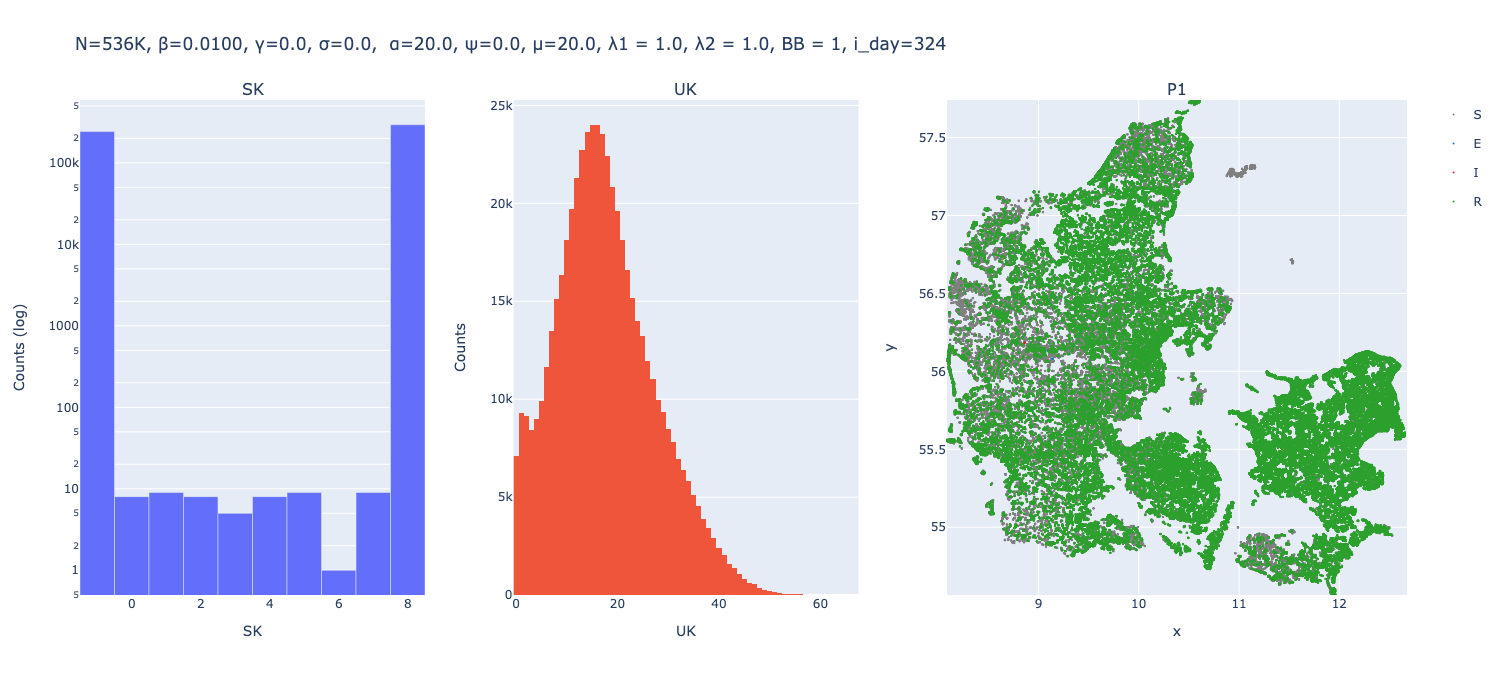 N=536K, β=0.0100, γ=0.0, σ=0.0,  α=20.0, ψ=0.0, μ=20.0, λ1 = 1.0, λ2 = 1.0, BB = 1, i_day=324
SK
UK
P1
5
2
100k
5
2
10k
5
2
1000
5
2
100
5
2
10
5
2
1
5
Counts (log)
0
2
4
6
8
SK
25k
20k
15k
10k
5k
0
Counts
0
20
40
60
UK
57.5
57
56.5
56
55.5
55
y
9
10
11
12
x
S
E
I
R